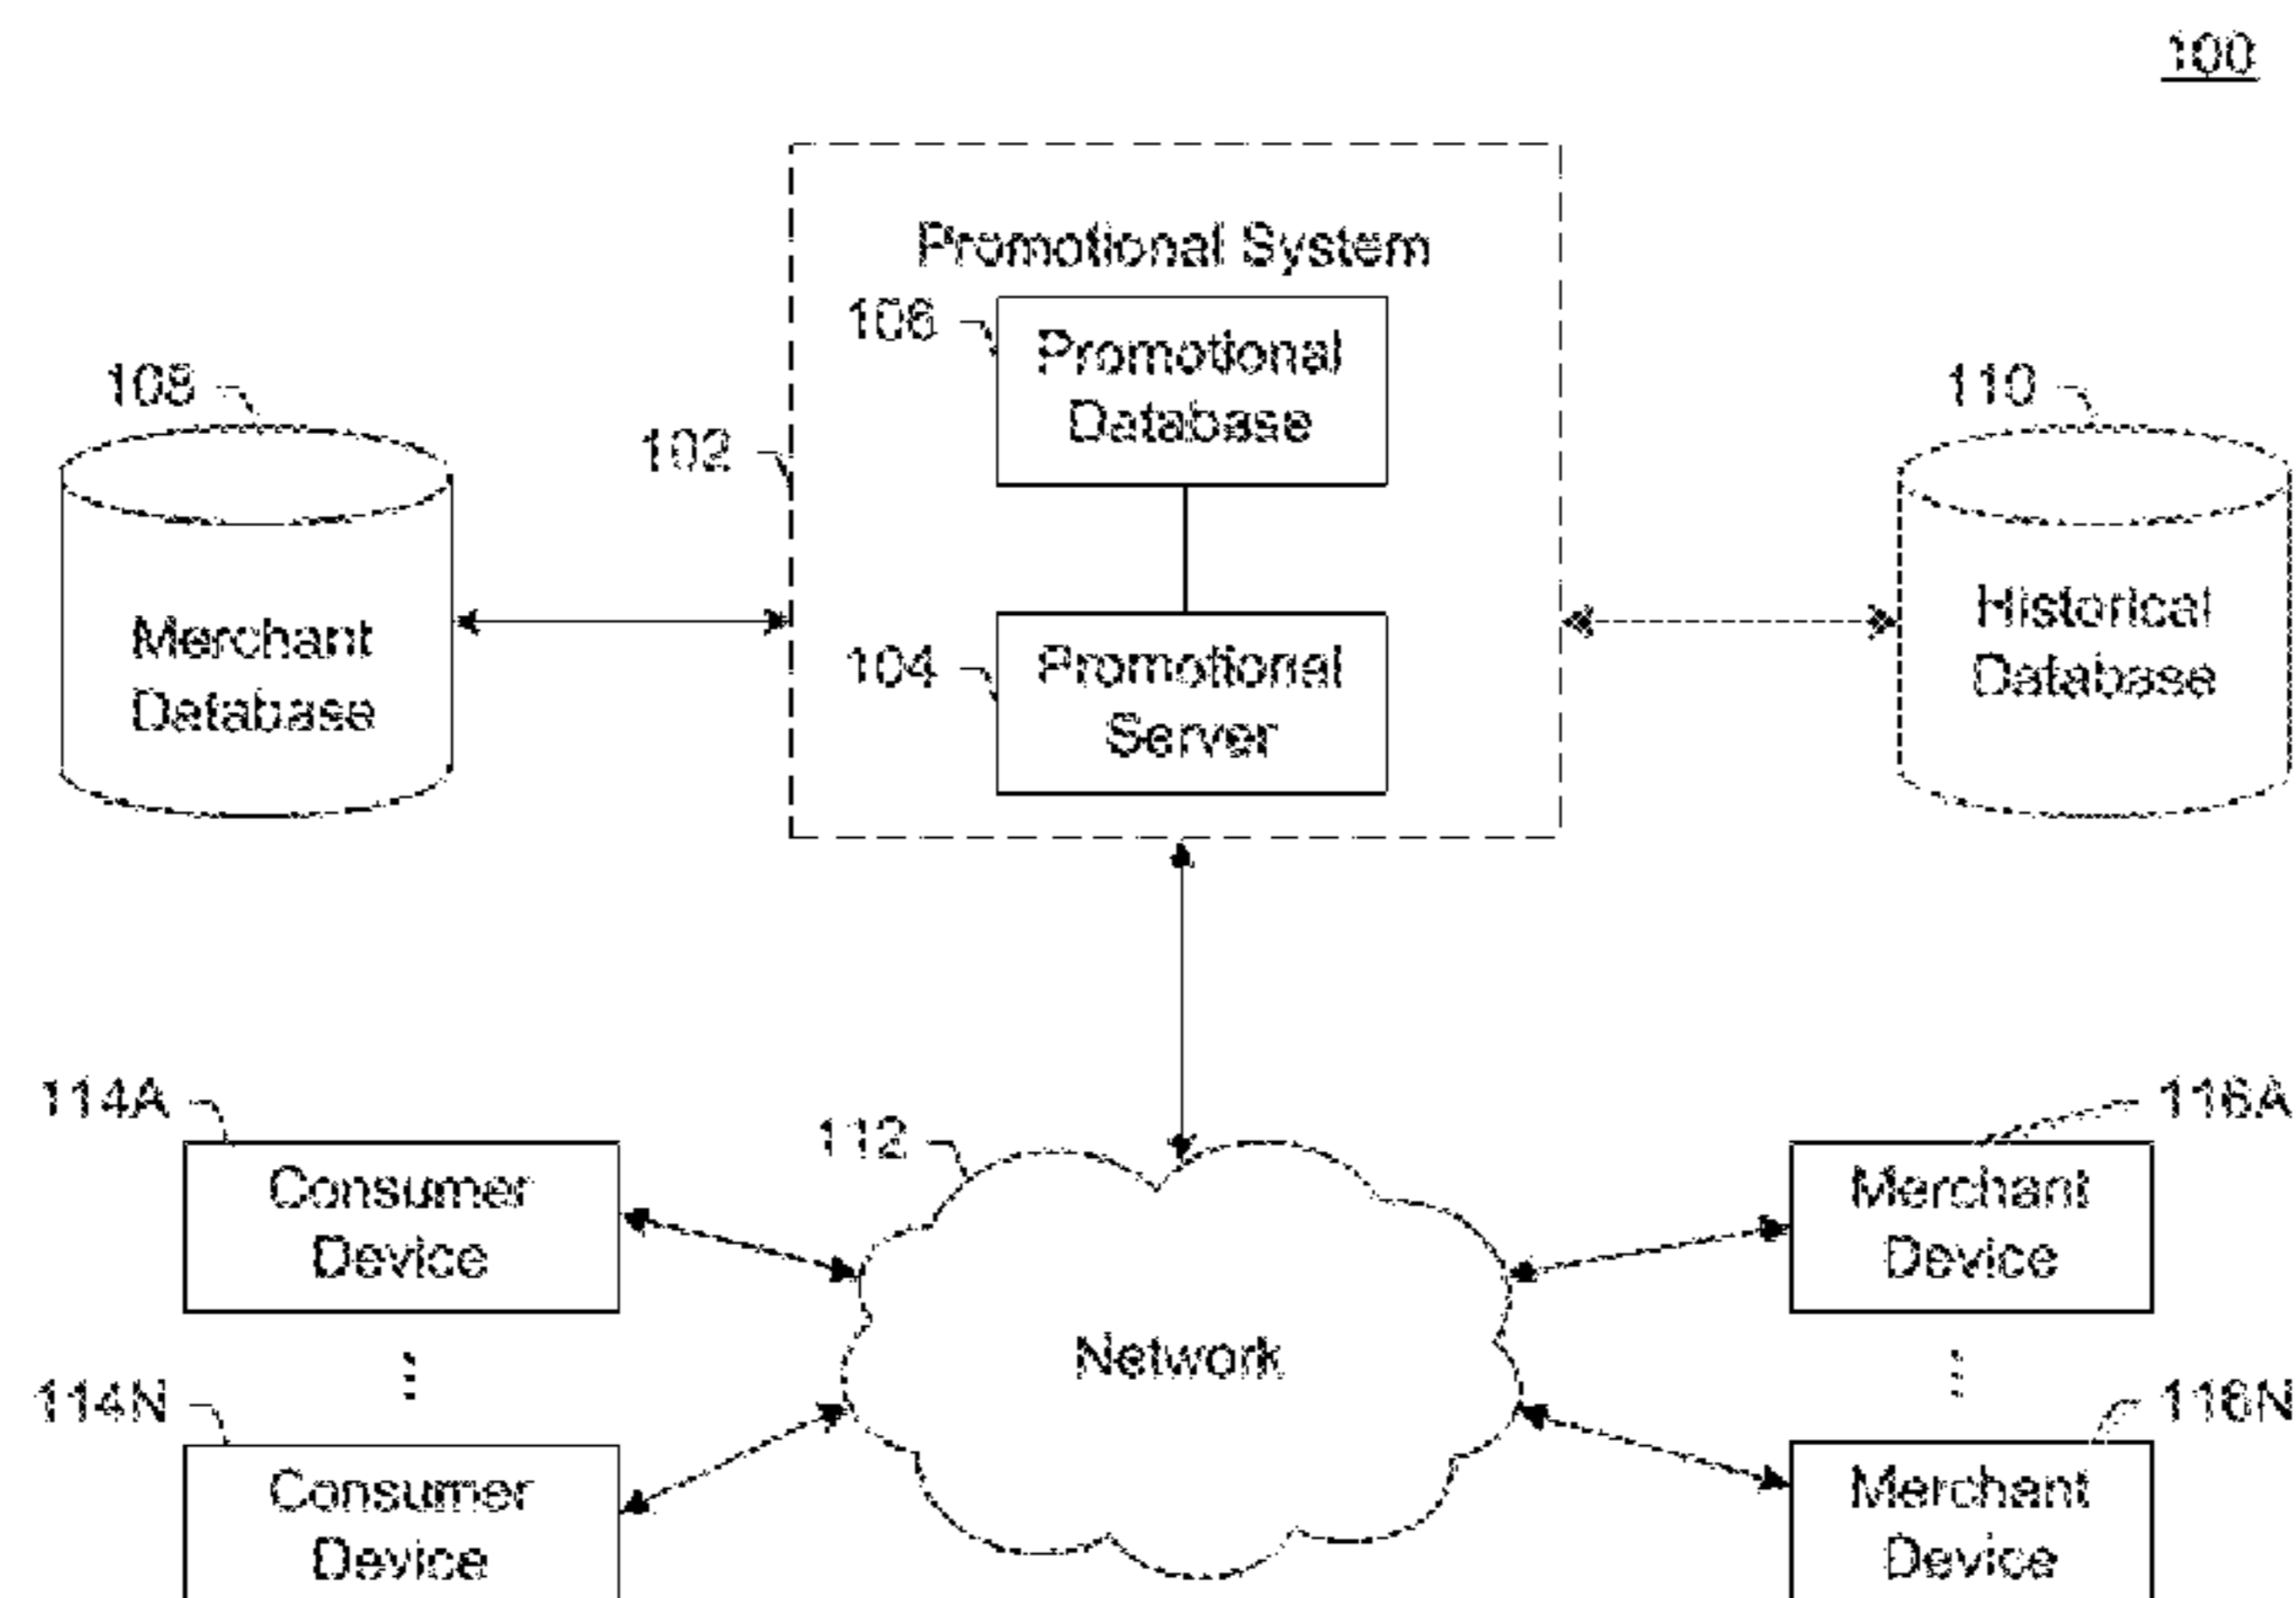 100
Promotional System
106
Promotional
Database
108
102
110
Merchant
Database
104
Promotional
Server
Historical
Database
114A
112
116A
Consumer
Device
Merchant
Device
Network
114N
116N
Consumer
Device
Merchant
Device